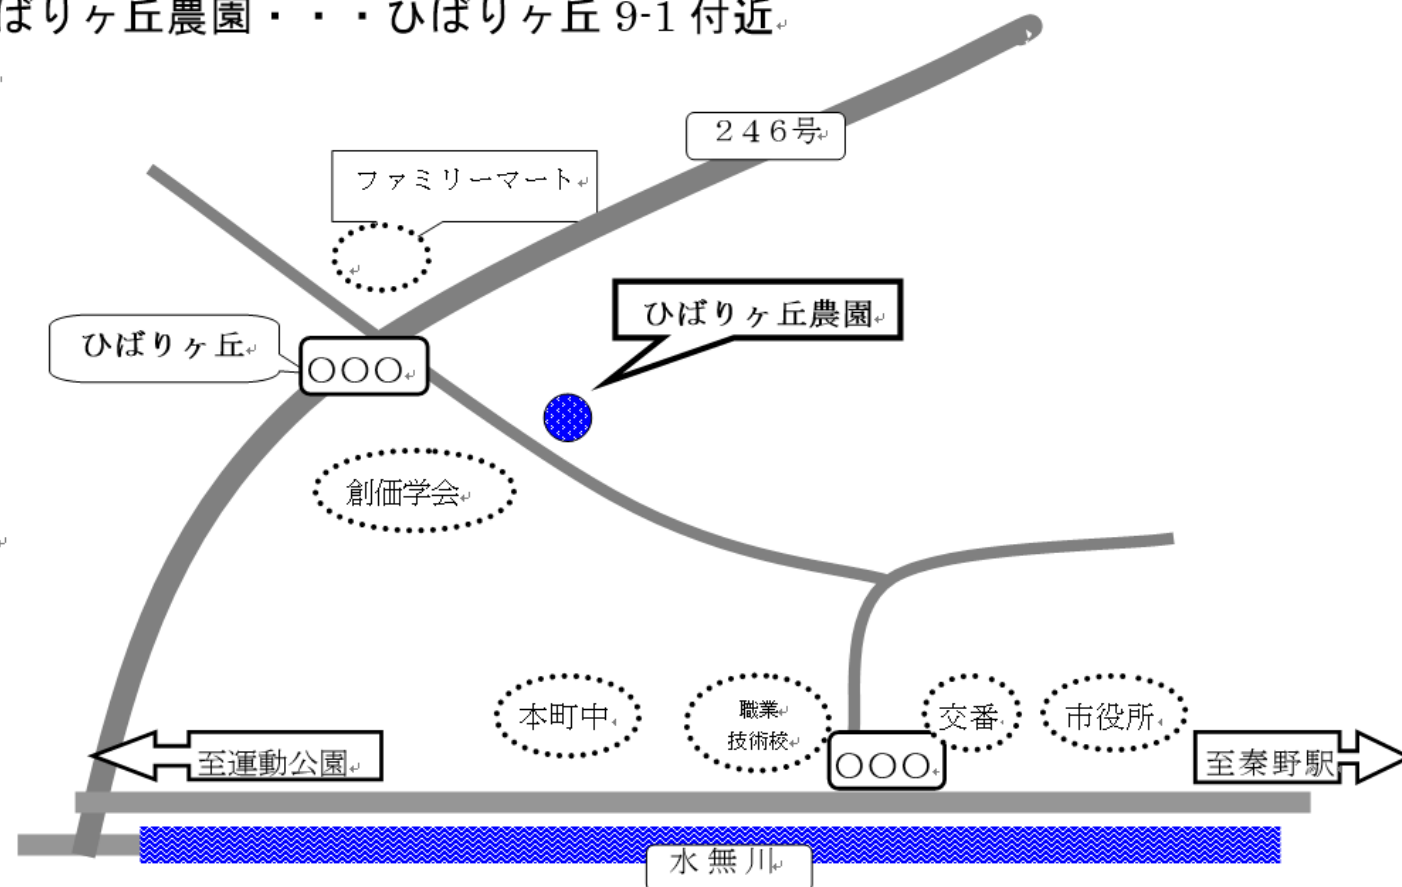 ばりヶ丘農園・・・ひばりヶ丘 9-1 付近
２４６号
ファミリーマート
ひばりヶ丘農園
ひばりヶ丘
○○○
創価学会
本町中
職業
技術校
交番
市役所
○○○
至運動公園
至秦野駅
水無川